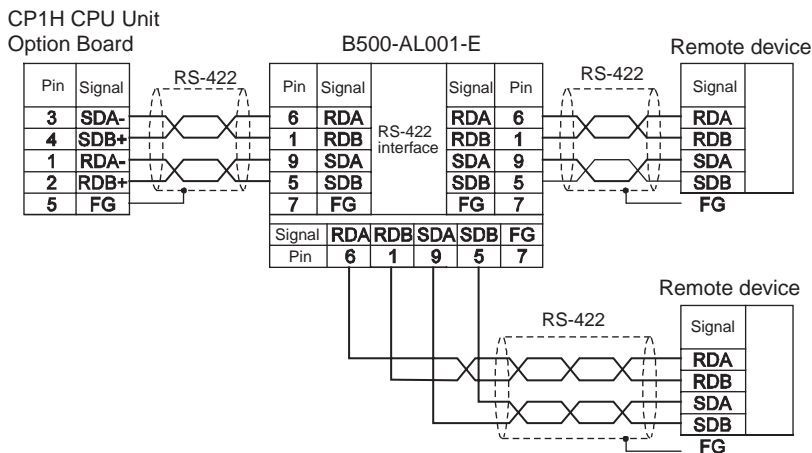 CP1H CPU Unit
Option Board
B500-AL001-E
Remote device
Pin Signal
RS-422
Pin Signal
Signal Pin
RS-422
Signal
3 SDA-
6 RDA
RS-422
interface
RDA 6
RDA
4 SDB+
1 RDB
RDB 1
RDB
1 RDA-
9 SDA
SDA 9
SDA
2 RDB+
5 SDB
SDB 5
SDB
5 FG
7 FG
FG 7
FG
Signal RDA RDB SDA SDB FG
Pin 6 1 9 5 7
Remote device
RS-422
Signal
RDA
RDB
SDA
SDB
FG